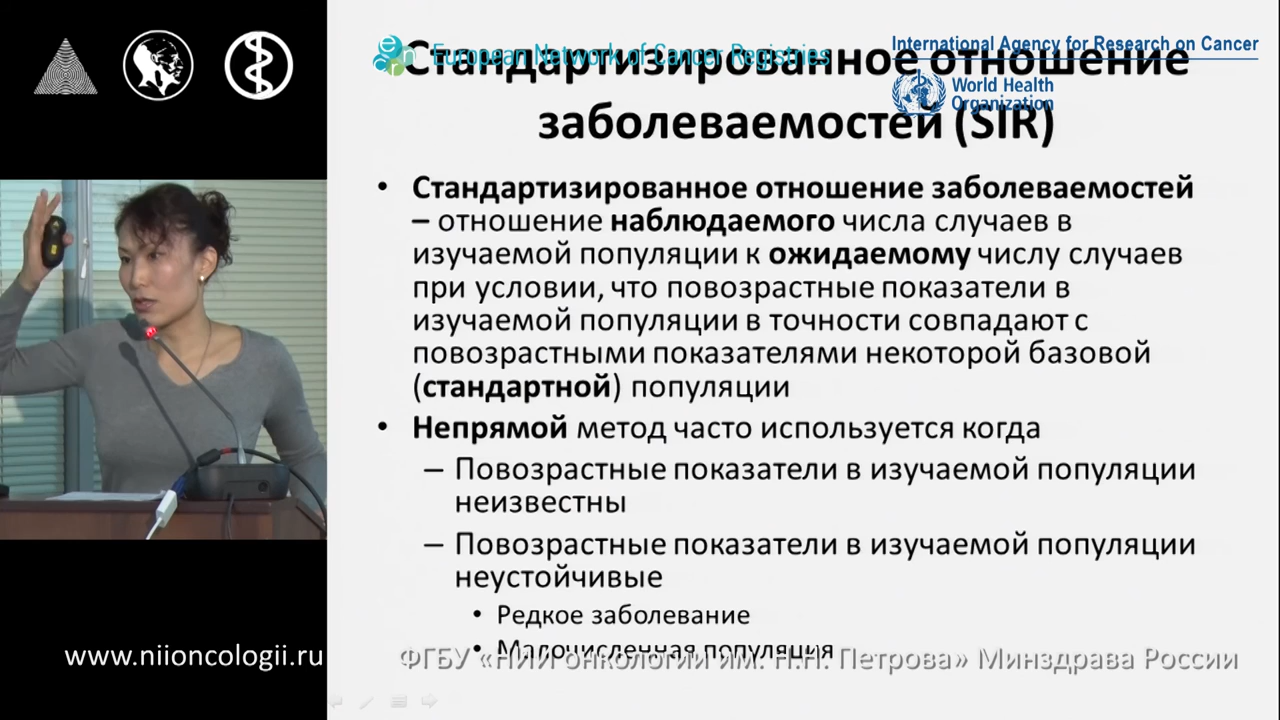 European Network of Cancer Registries
International Agency for Research on Cancer
World Health
Organization
Стандартизированное отношение
заболеваемостей (SIR)
• Стандартизированное отношение заболеваемостей
– отношение наблюдаемого числа случаев в
изучаемой популяции к ожидаемому числу случаев
при условии, что повозрастные показатели в
изучаемой популяции в точности совпадают с
повозрастными показателями некоторой базовой
(стандартной) популяции
• Непрямой метод часто используется когда
– Повозрастные показатели в изучаемой популяции
неизвестны
– Повозрастные показатели в изучаемой популяции
неустойчивые
• Редкое заболевание
• Малочисленная популяция
www.niioncologii.ru
ФГБУ «НИИ онкологии им. Н.Н. Петрова» Минздрава России